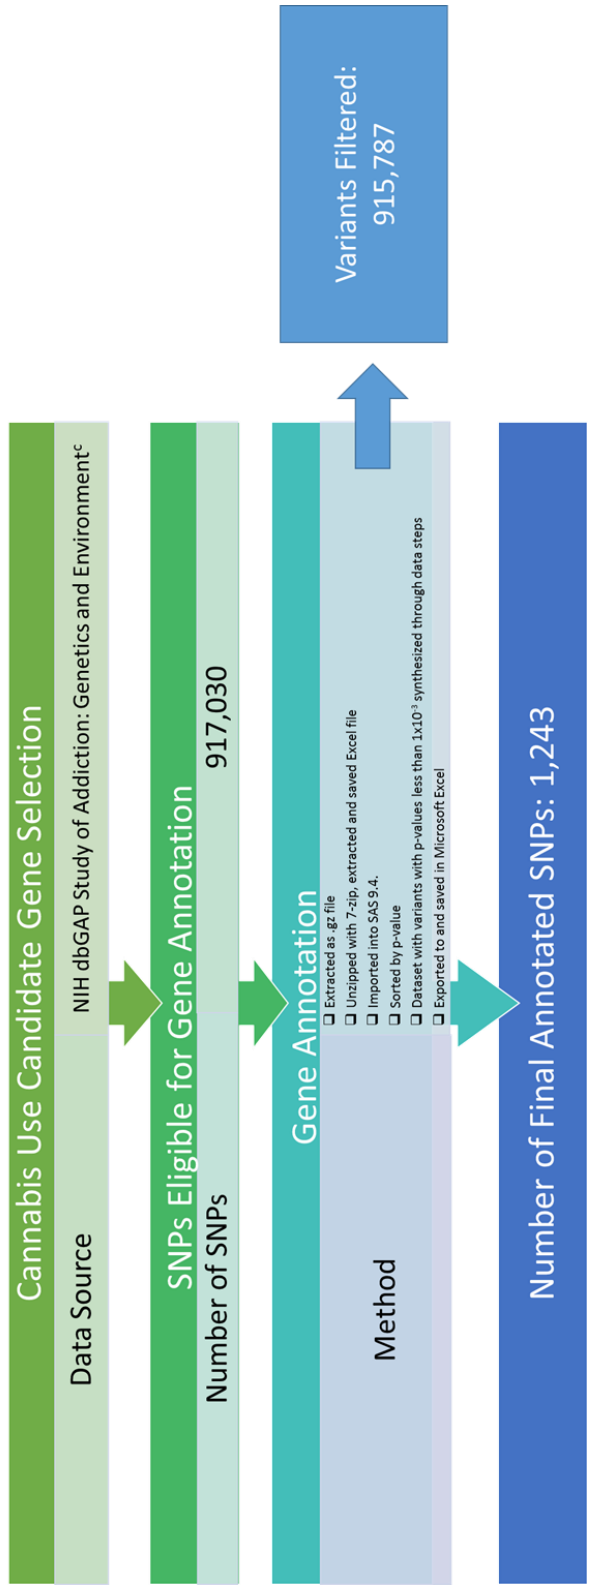 Cannabis Use Candidate Gene Selection
Data Source
NIH dbGAP Study of Addiction: Genetics and Environmentᶜ
SNPs Eligible for Gene Annotation
Number of SNPs
917,030
Gene Annotation
Method
❑ Extracted as .gz file
❑ Unzipped with 7-zip, extracted and saved Excel file
❑ Imported into SAS 9.4.
❑ Sorted by p-value
❑ Dataset with variants with p-values less than 1x10⁻³ synthesized through data steps
❑ Exported to and saved in Microsoft Excel
Variants Filtered:
915,787
Number of Final Annotated SNPs: 1,243